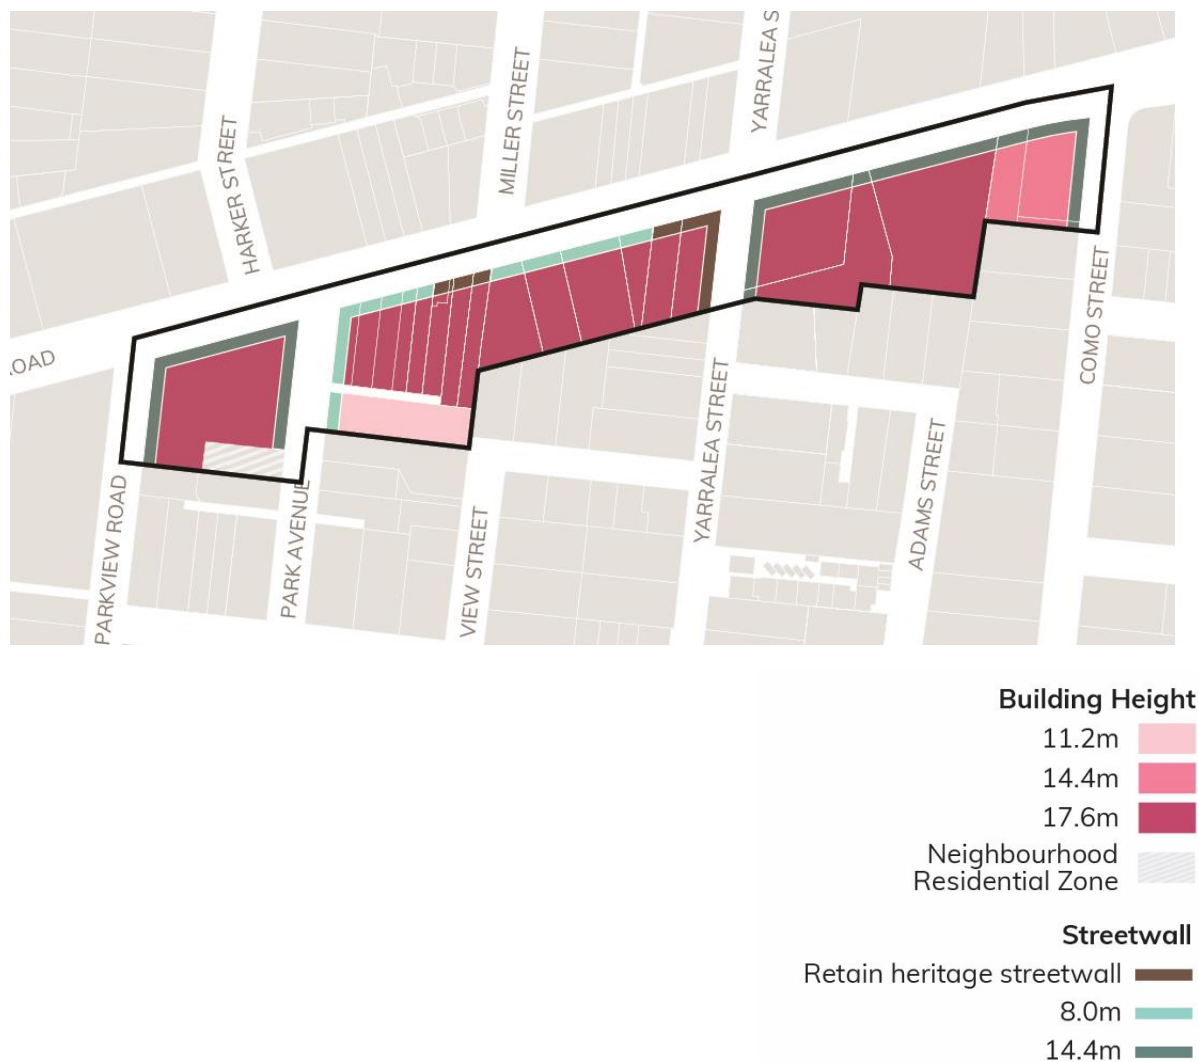 YARRALEA S
MILLER STREET
HARKER STREET
OAD
COMO STREET
YARRALEA STREET
ADAMS STREET
PARKVIEW ROAD
PARK AVENUE
VIEW STREET
Building Height
11.2m
14.4m
17.6m
Neighbourhood
Residential Zone
Streetwall
Retain heritage streetwall
8.0m
14.4m